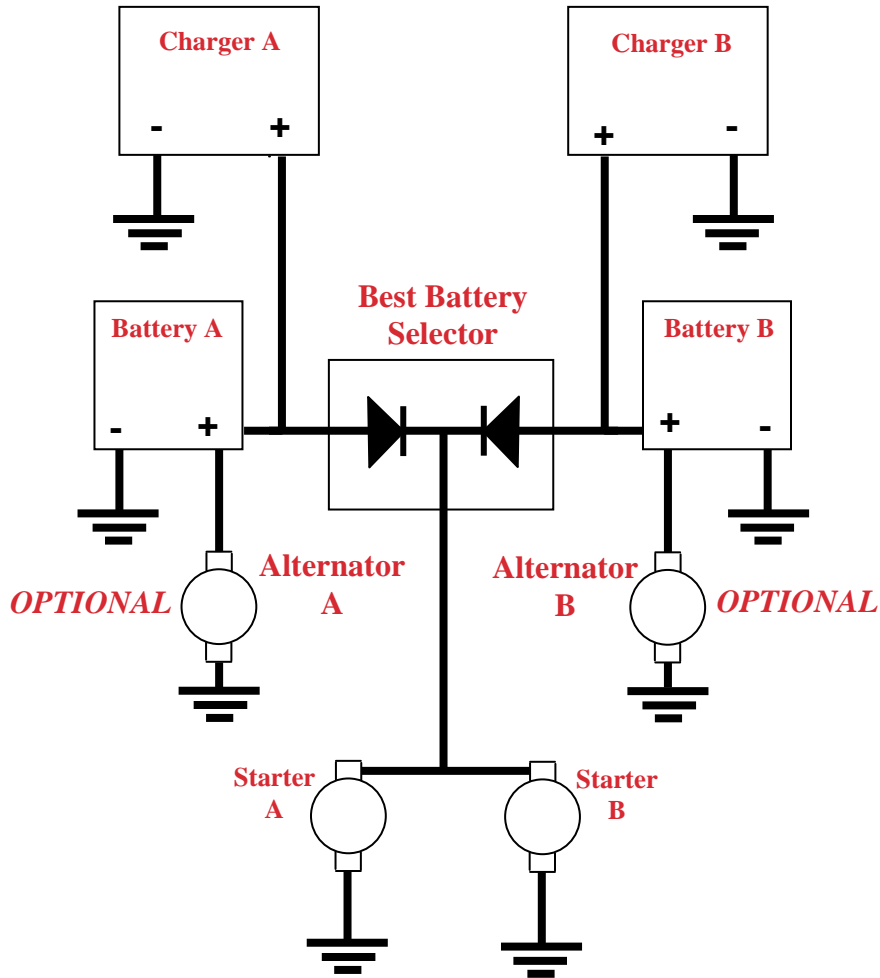 Charger A
Charger B
-
+
+
-
Best Battery
Selector
Battery A
Battery B
-
+
+
-
OPTIONAL
Alternator
A
Alternator
B
OPTIONAL
Starter
A
Starter
B